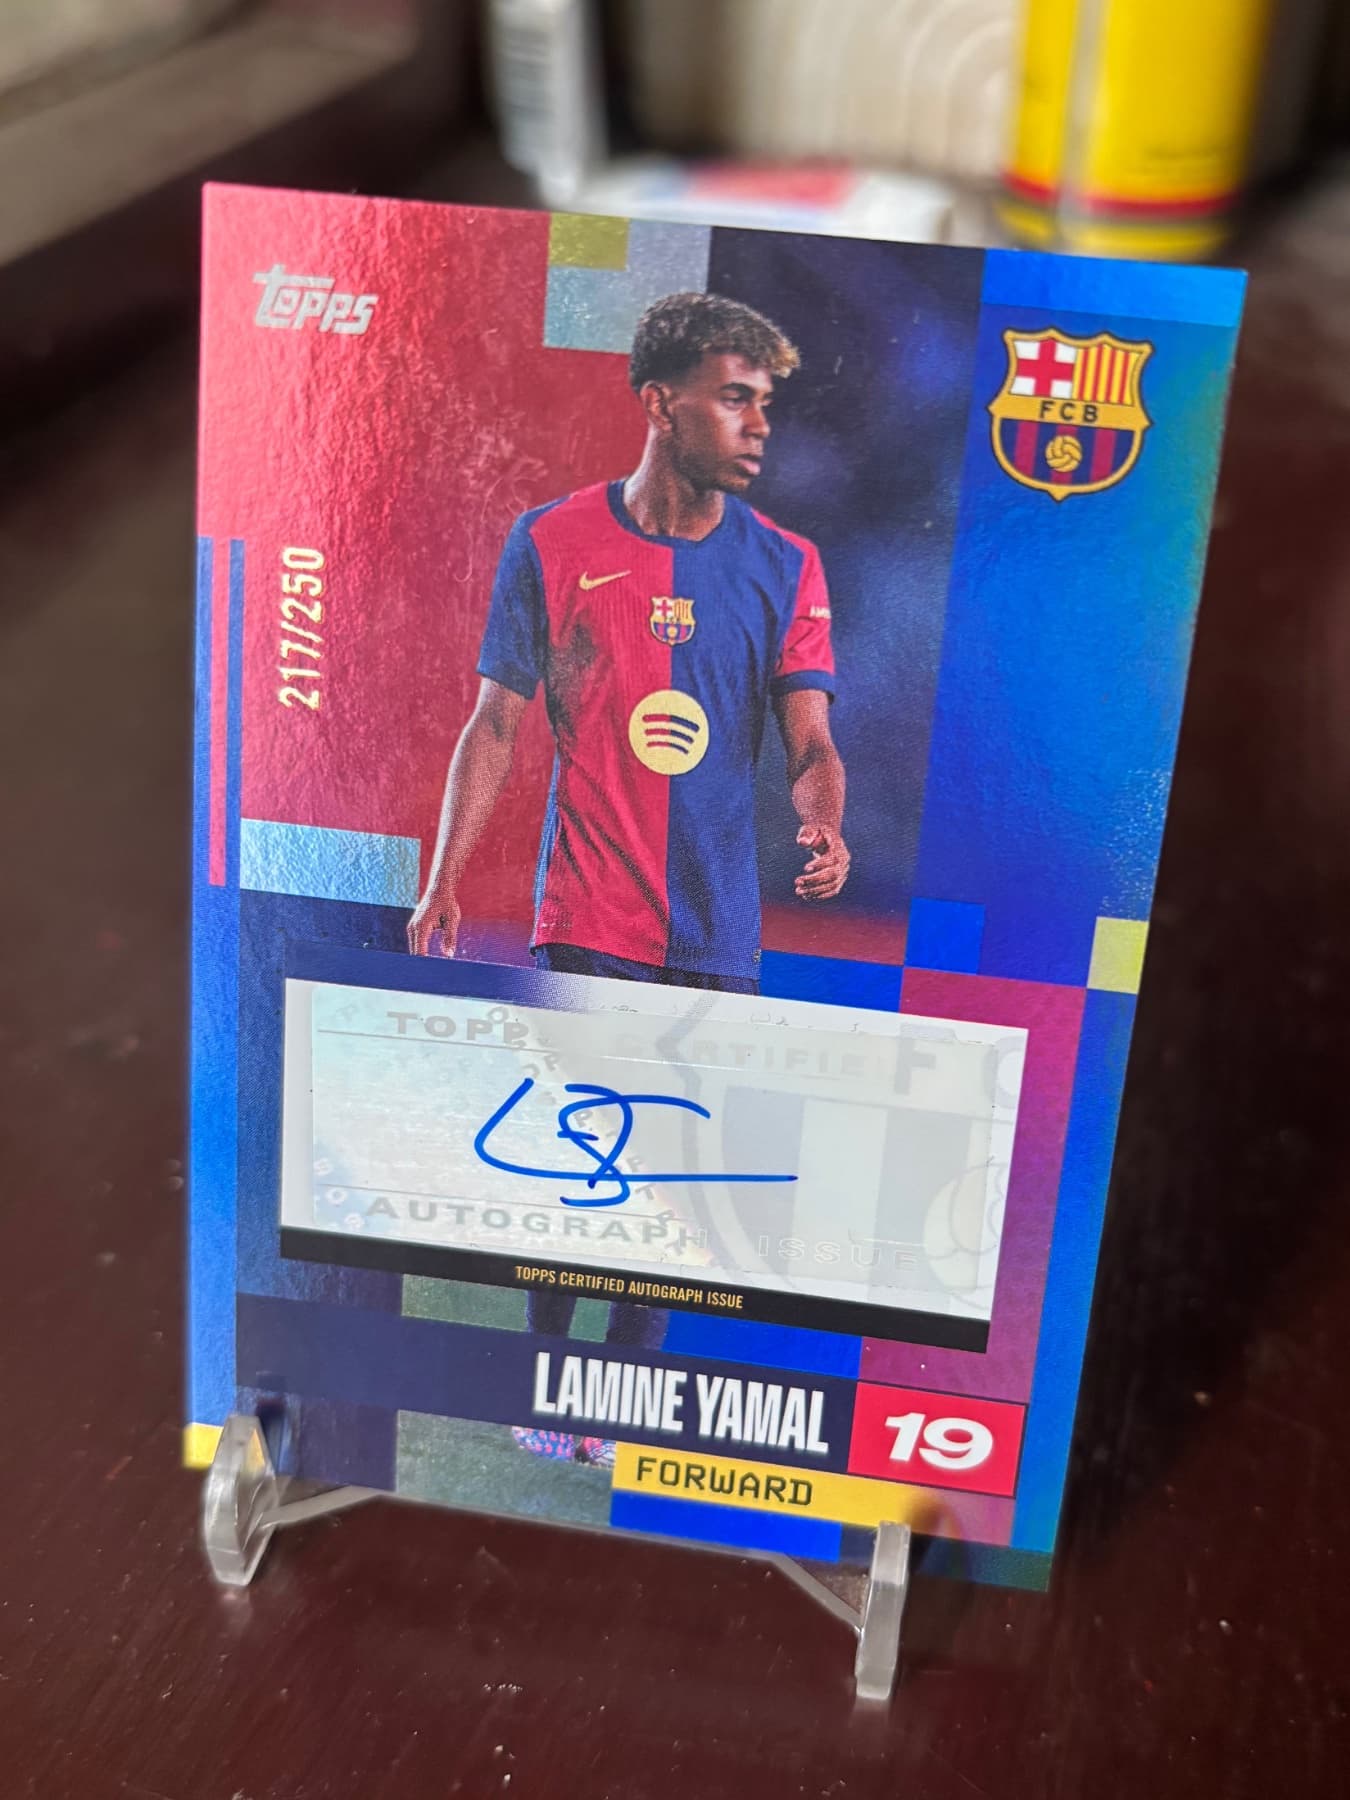 topps
FCB
217/250
TOPPS CERTIFIED
AUTOGRAPH ISSUE
TOPPS CERTIFIED AUTOGRAPH ISSUE
LAMINE YAMAL
19
FORWARD